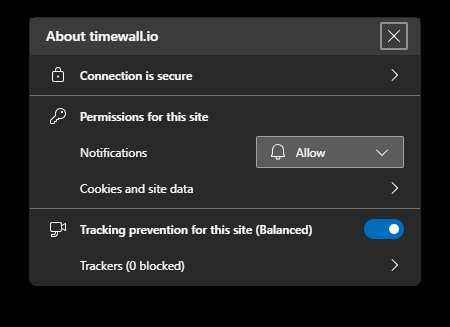 About timewall.io
Connection is secure
Permissions for this site
Notifications
Allow
Cookies and site data
Tracking prevention for this site (Balanced)
Trackers (0 blocked)